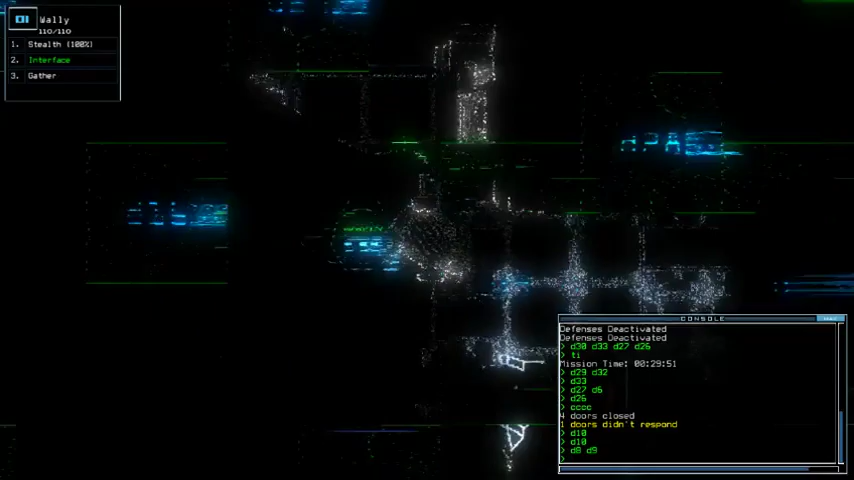 Wally
110/110
1. Stealth (100%)
2. Interface
3. Gather
CONSOLE
Defenses Deactivated
Defenses Deactivated
> d30 d33 d27 d26
> ti
Mission Time: 00:29:51
> d29 d32
> d33
> d27 d6
> d26
> cccc
4 doors closed
1 doors didn't respond
> d10
> d10
> d8 d9
>